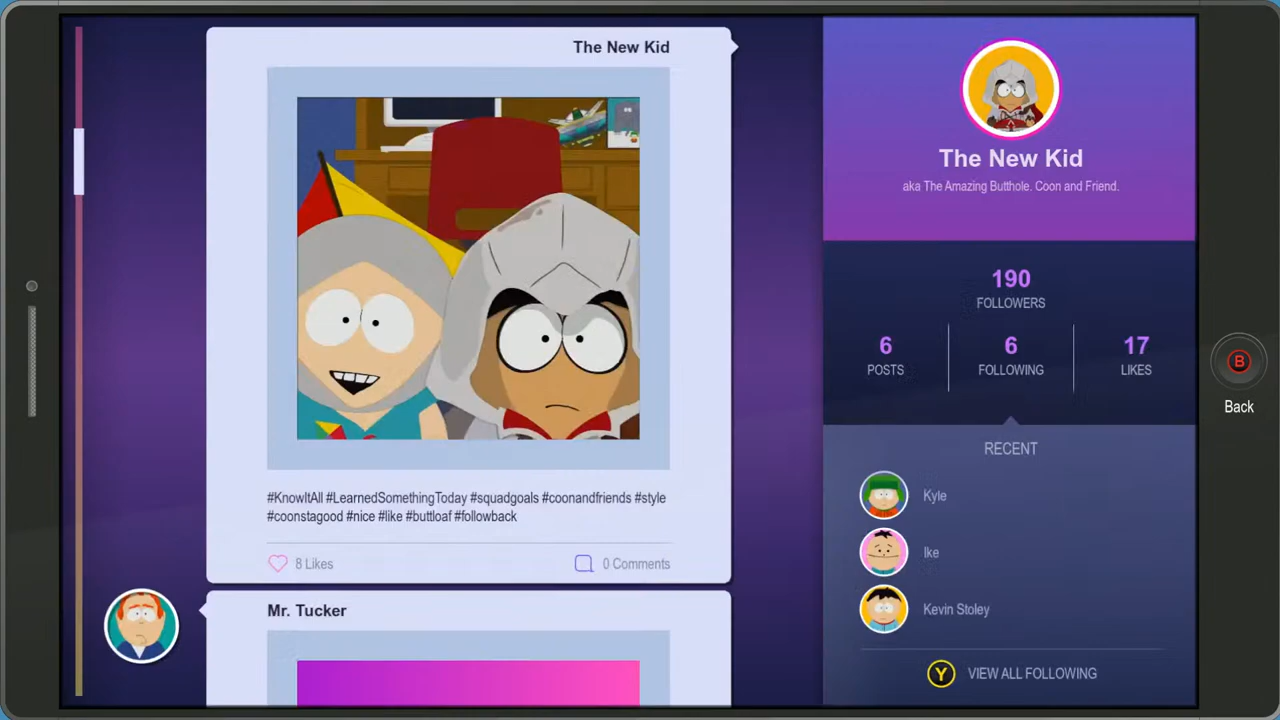 The New Kid
#KnowItAll #LearnedSomethingToday #squadgoals #coonandfriends #style
#coonstagood #nice #like #buttloaf #followback
8 Likes
0 Comments
Mr. Tucker
The New Kid
aka The Amazing Butthole. Coon and Friend.
190
FOLLOWERS
6
POSTS
6
FOLLOWING
17
LIKES
RECENT
Kyle
Ike
Kevin Stoley
Y VIEW ALL FOLLOWING
B
Back